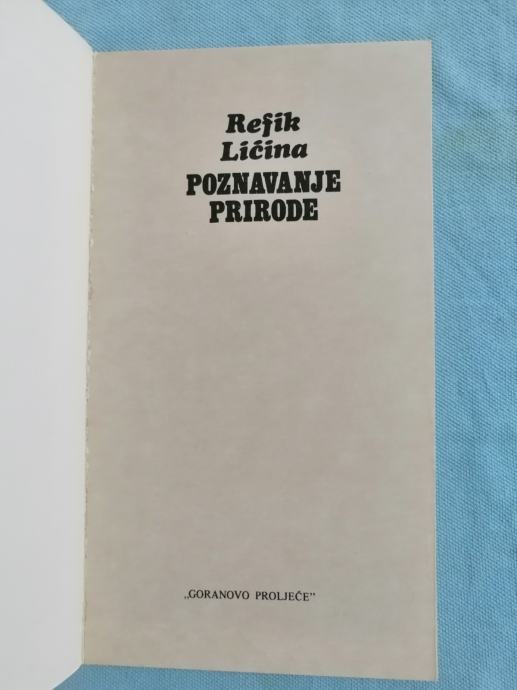 Refik
Ličina
POZNAVANJE
PRIRODE
„GORANOVO PROLJEĆE”